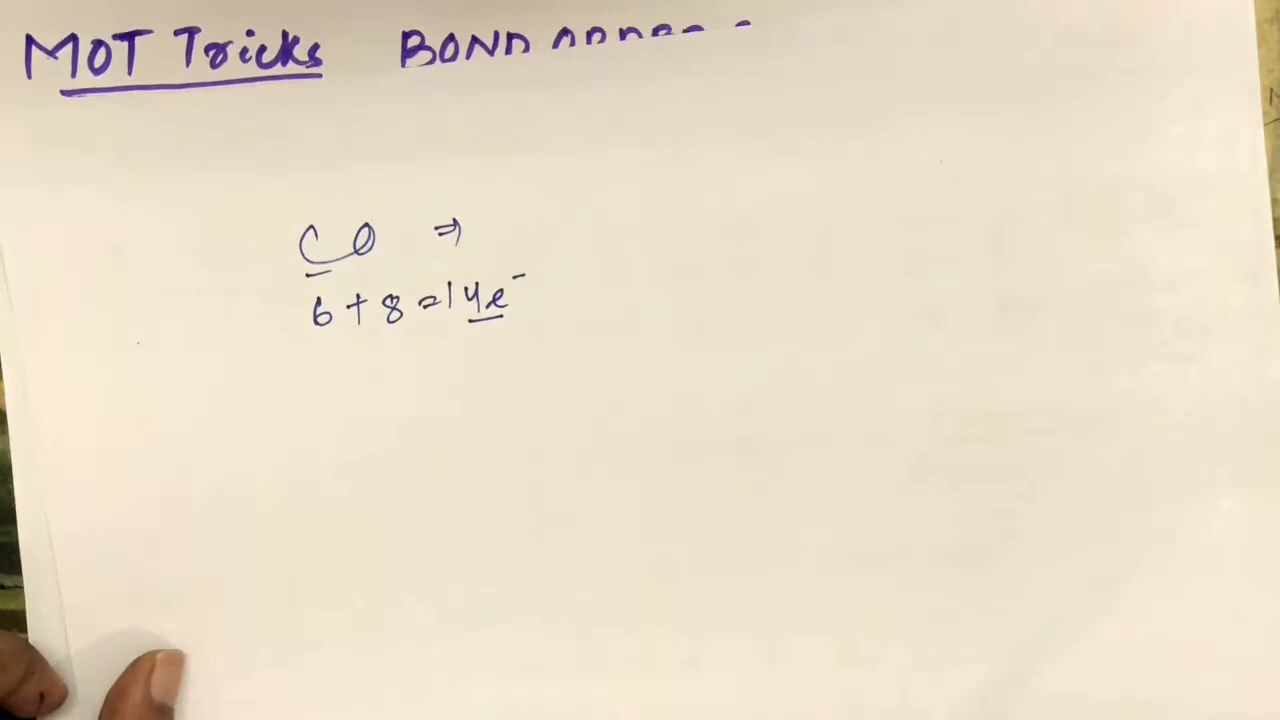 MOT Tricks BOND
CO ⇒
6 + 8 = 14e⁻